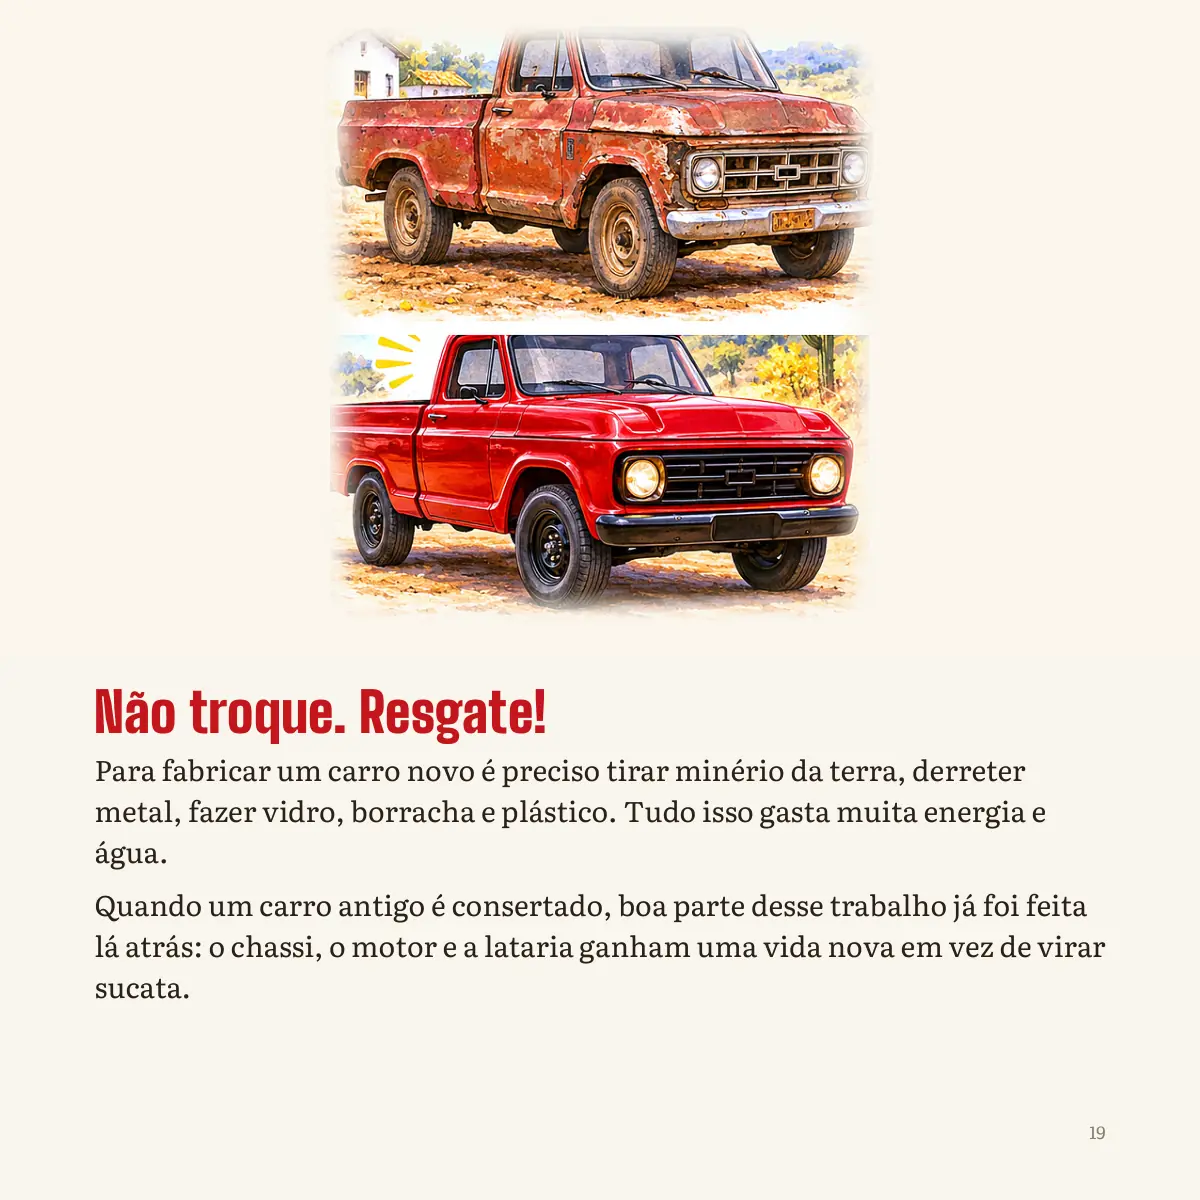 Não troque. Resgate!
Para fabricar um carro novo é preciso tirar minério da terra, derreter
metal, fazer vidro, borracha e plástico. Tudo isso gasta muita energia e
água.
Quando um carro antigo é consertado, boa parte desse trabalho já foi feita
lá atrás: o chassi, o motor e a lataria ganham uma vida nova em vez de virar
sucata.
19